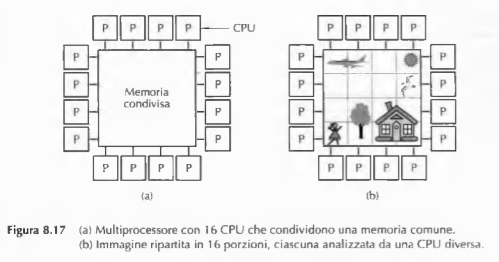 P P P P CPU P P P P
P P P P
P Memoria P P P
condivisa
P P P P
P P P P
P P P P P P P P
(a) (b)
Figura 8.17 (a) Multiprocessore con 16 CPU che condividono una memoria comune.
(b) Immagine ripartita in 16 porzioni, ciascuna analizzata da una CPU diversa.